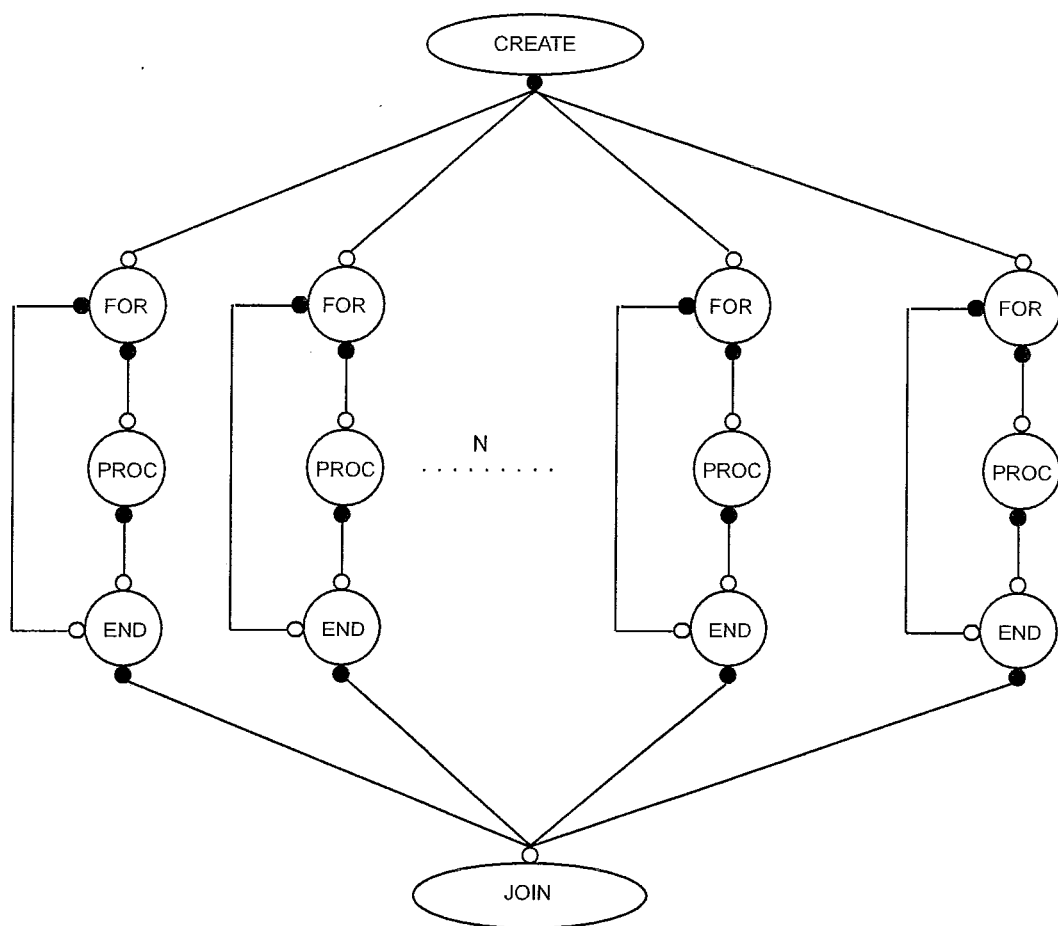 CREATE
FOR FOR FOR FOR
N
PROC PROC PROC PROC
END END END END
JOIN